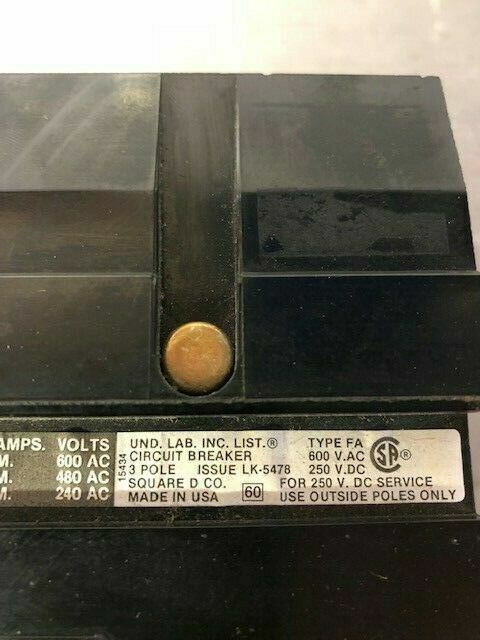 AMPS. VOLTS
M. 600 AC
M. 480 AC
M. 240 AC
15434
UND. LAB. INC. LIST.® TYPE FA
CIRCUIT BREAKER 600 V.AC SA®
3 POLE ISSUE LK-5478 250 V.DC
SQUARE D CO. FOR 250 V. DC SERVICE
MADE IN USA 60 USE OUTSIDE POLES ONLY